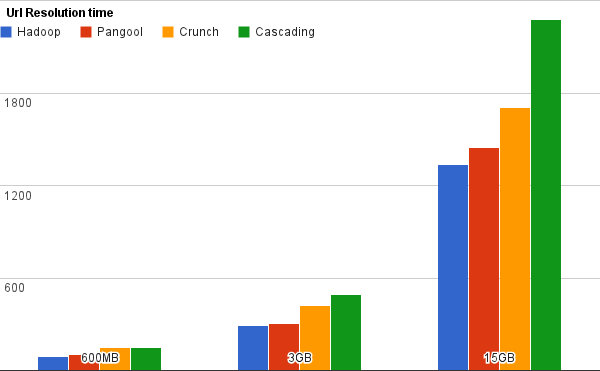 Url Resolution time
Hadoop Pangool Crunch Cascading
1800
1200
600
600MB 3GB 15GB